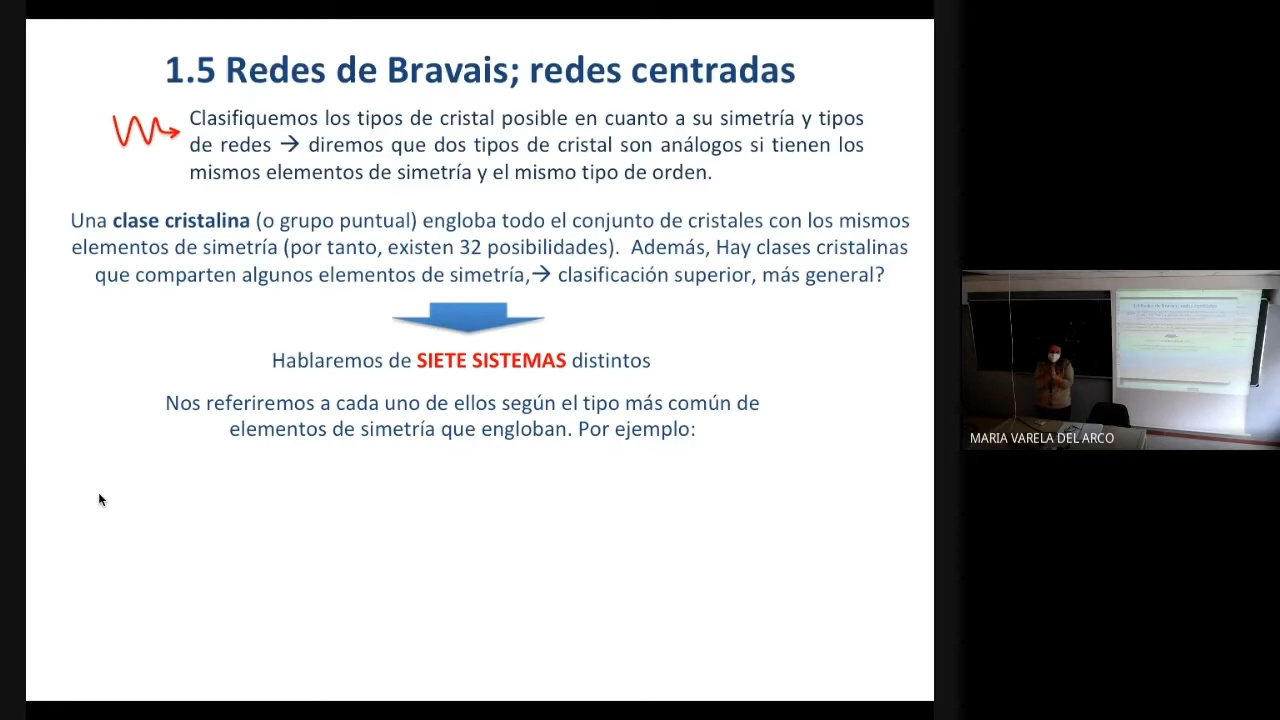 1.5 Redes de Bravais; redes centradas
Clasifiquemos los tipos de cristal posible en cuanto a su simetría y tipos
de redes → diremos que dos tipos de cristal son análogos si tienen los
mismos elementos de simetría y el mismo tipo de orden.
Una clase cristalina (o grupo puntual) engloba todo el conjunto de cristales con los mismos
elementos de simetría (por tanto, existen 32 posibilidades). Además, Hay clases cristalinas
que comparten algunos elementos de simetría,→ clasificación superior, más general?
Hablaremos de SIETE SISTEMAS distintos
Nos referiremos a cada uno de ellos según el tipo más común de
elementos de simetría que engloban. Por ejemplo:
MARIA VARELA DEL ARCO